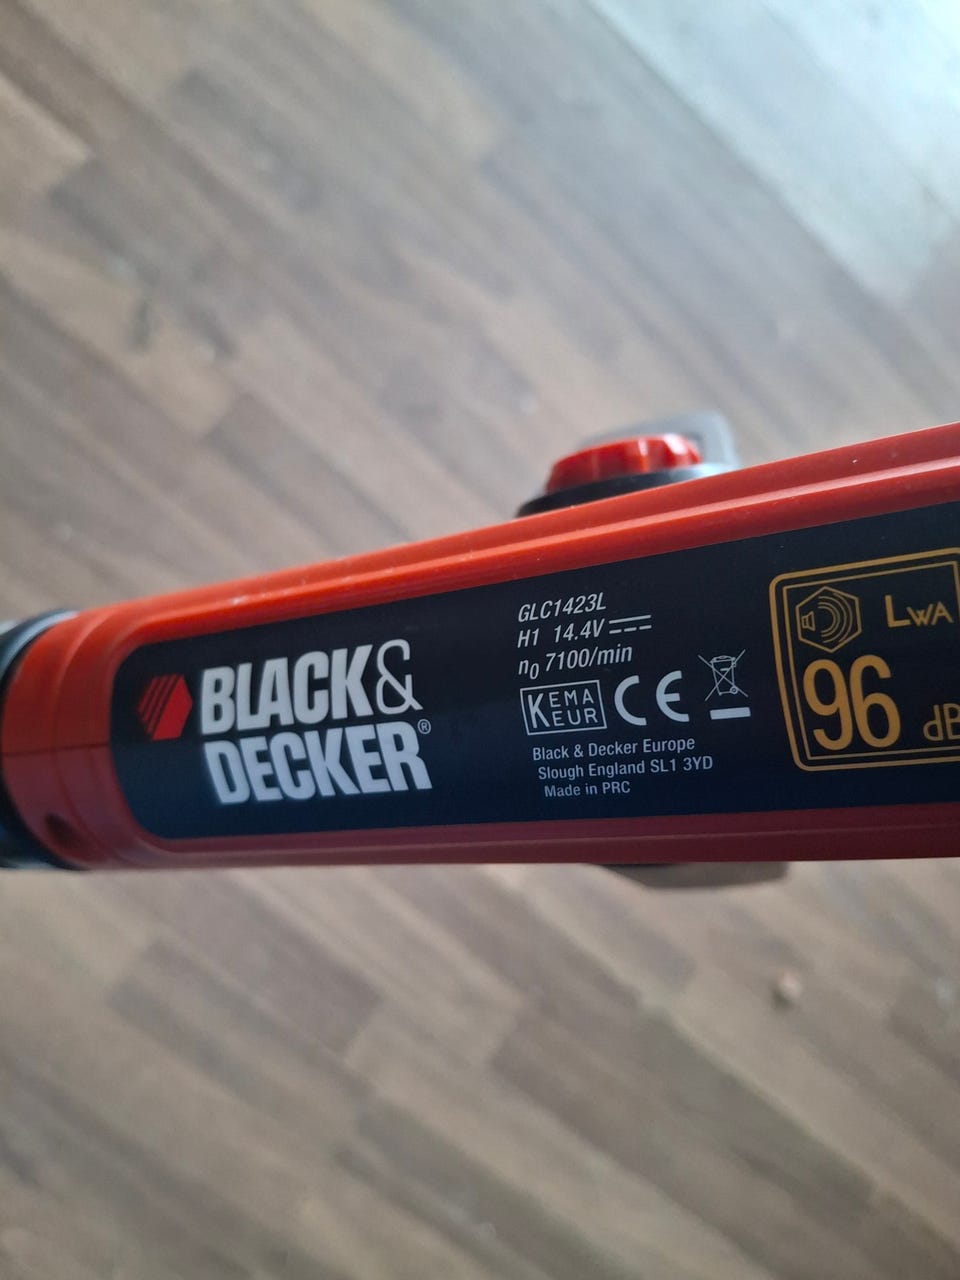 BLACK&
DECKER®
GLC1423L
H1 14.4V
n0 7100/min
KEMA
EUR
CE
Black & Decker Europe
Slough England SL1 3YD
Made in PRC
LWA
96 dB